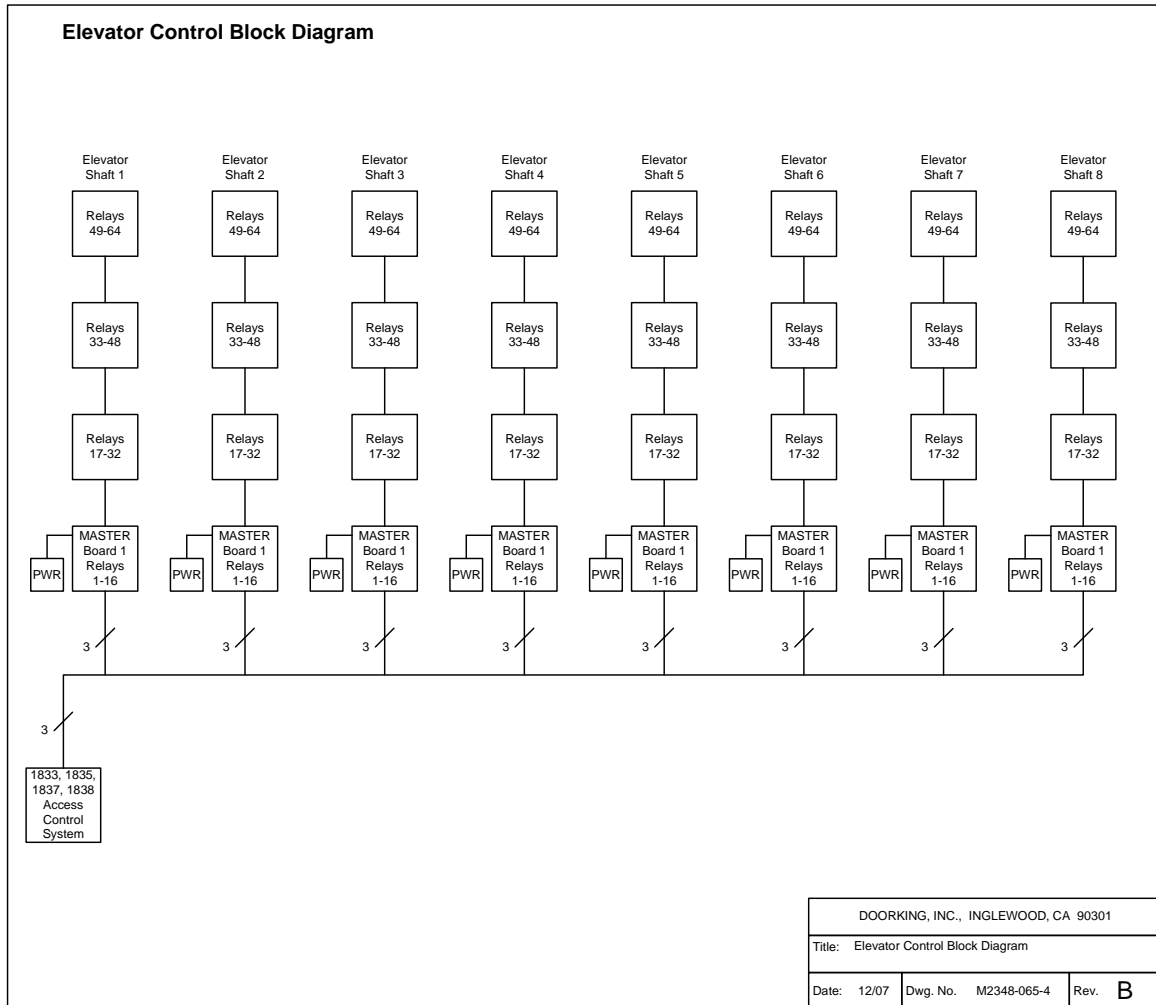 Elevator Control Block Diagram
Elevator
Shaft 1
Elevator
Shaft 2
Elevator
Shaft 3
Elevator
Shaft 4
Elevator
Shaft 5
Elevator
Shaft 6
Elevator
Shaft 7
Elevator
Shaft 8
Relays
49-64
Relays
49-64
Relays
49-64
Relays
49-64
Relays
49-64
Relays
49-64
Relays
49-64
Relays
49-64
Relays
33-48
Relays
33-48
Relays
33-48
Relays
33-48
Relays
33-48
Relays
33-48
Relays
33-48
Relays
33-48
Relays
17-32
Relays
17-32
Relays
17-32
Relays
17-32
Relays
17-32
Relays
17-32
Relays
17-32
Relays
17-32
PWR
MASTER
Board 1
Relays
1-16
PWR
MASTER
Board 1
Relays
1-16
PWR
MASTER
Board 1
Relays
1-16
PWR
MASTER
Board 1
Relays
1-16
PWR
MASTER
Board 1
Relays
1-16
PWR
MASTER
Board 1
Relays
1-16
PWR
MASTER
Board 1
Relays
1-16
PWR
MASTER
Board 1
Relays
1-16
3
3
3
3
3
3
3
3
3
1833, 1835,
1837, 1838
Access
Control
System
DOORKING, INC., INGLEWOOD, CA 90301
Title: Elevator Control Block Diagram
Date: 12/07 Dwg. No. M2348-065-4 Rev. B